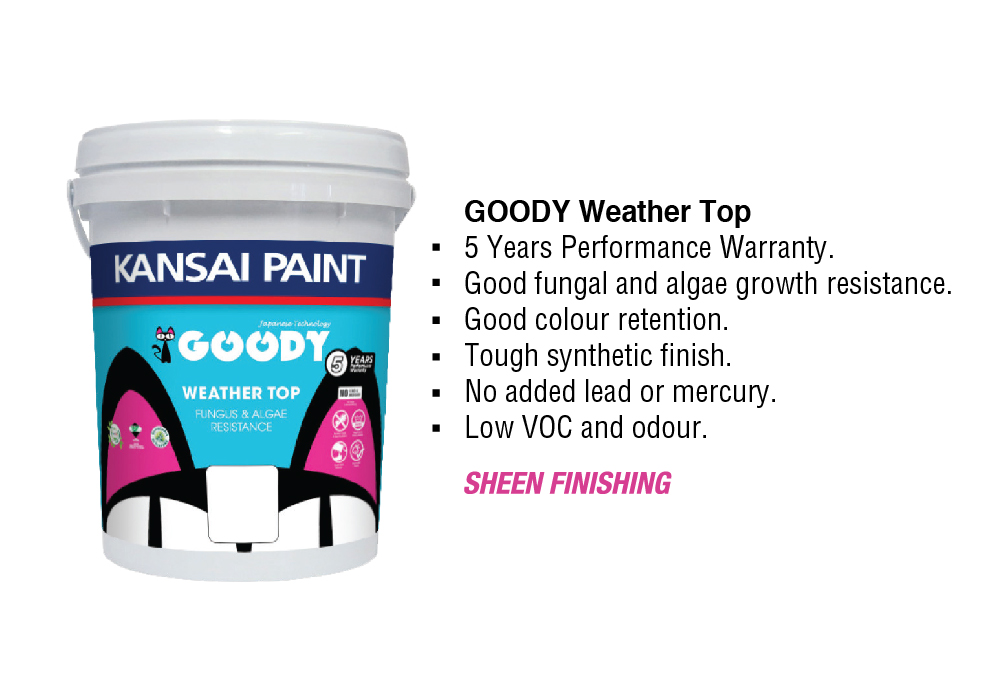 KANSAI PAINT
Japanese Technology
GOODY
5 YEARS
Performance
Warranty
WEATHER TOP
FUNGUS & ALGAE
RESISTANCE
GOODY Weather Top
▪ 5 Years Performance Warranty.
▪ Good fungal and algae growth resistance.
▪ Good colour retention.
▪ Tough synthetic finish.
▪ No added lead or mercury.
▪ Low VOC and odour.
SHEEN FINISHING